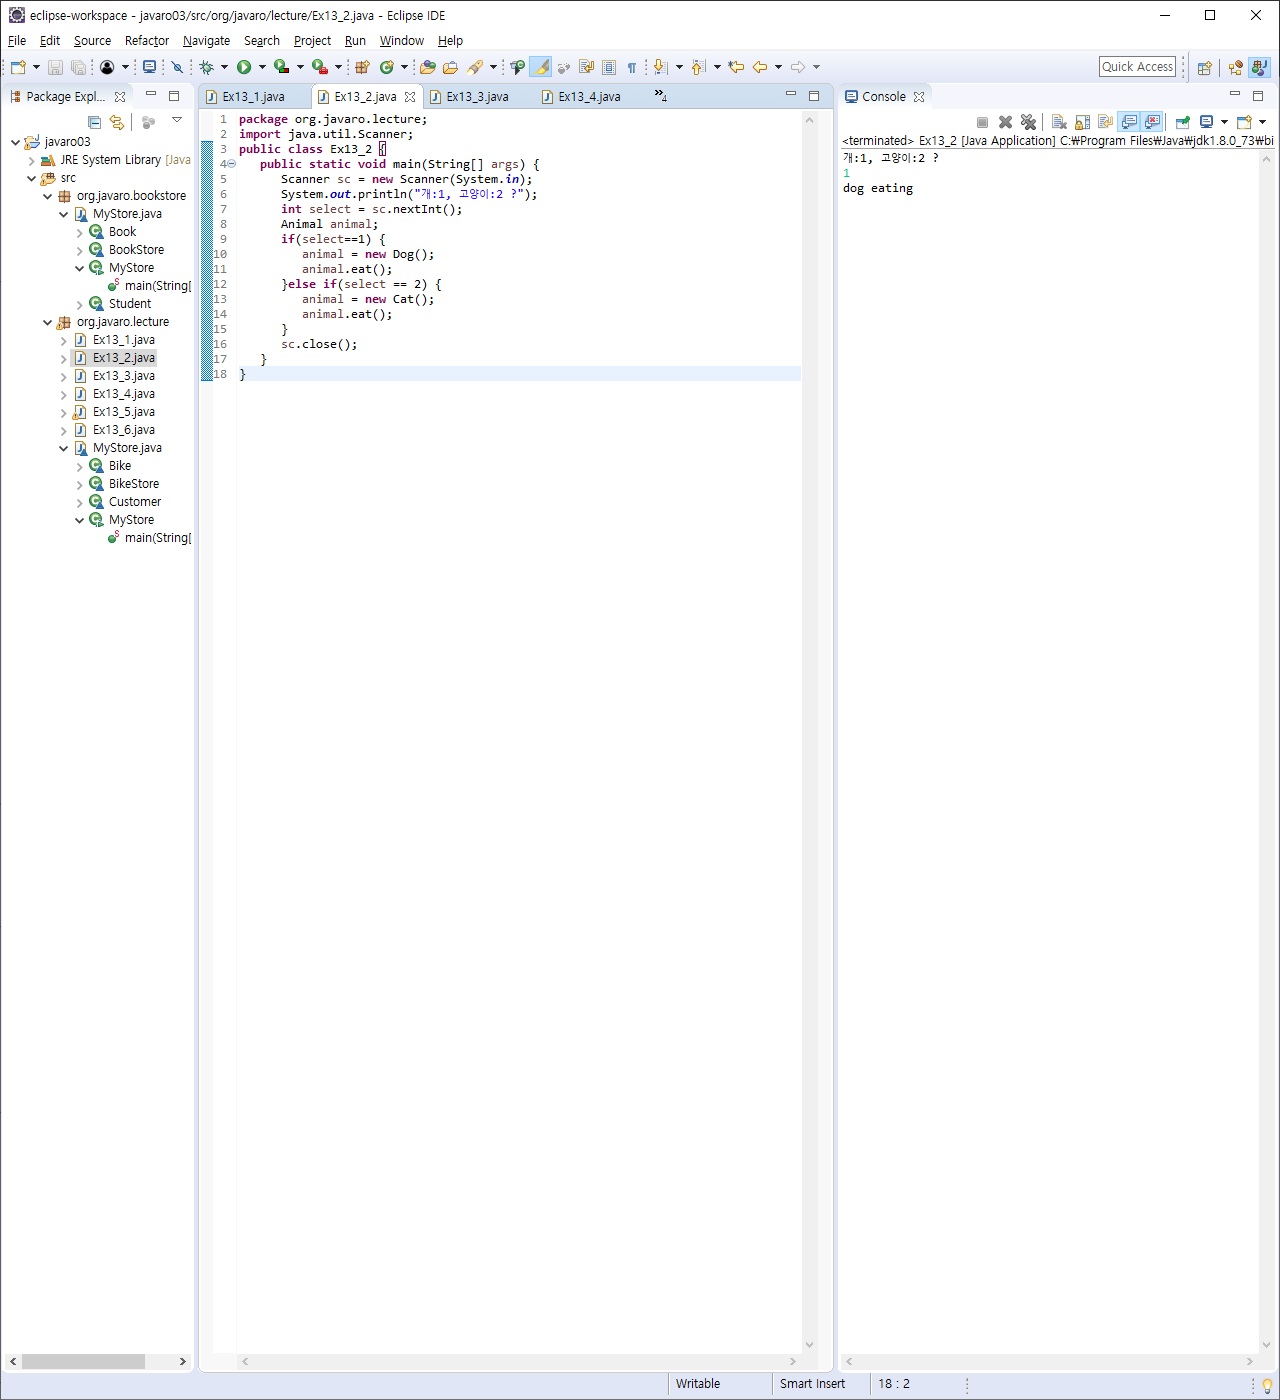 eclipse-workspace - javaro03/src/org/javaro/lecture/Ex13_2.java - Eclipse IDE
File Edit Source Refactor Navigate Search Project Run Window Help
Quick Access
Package Expl...
JRE System Library [Java
javaro03
src
org.javaro.bookstore
MyStore.java
Book
BookStore
MyStore
main(String[
Student
org.javaro.lecture
Ex13_1.java
Ex13_2.java
Ex13_3.java
Ex13_4.java
Ex13_5.java
Ex13_6.java
MyStore.java
Bike
BikeStore
Customer
MyStore
main(String[
Ex13_1.java Ex13_2.java Ex13_3.java Ex13_4.java »4
1 package org.javaro.lecture;
2 import java.util.Scanner;
3 public class Ex13_2 {
4 public static void main(String[] args) {
5 Scanner sc = new Scanner(System.in);
6 System.out.println("개:1, 고양이:2 ?");
7 int select = sc.nextInt();
8 Animal animal;
9 if(select==1) {
10 animal = new Dog();
11 animal.eat();
12 }else if(select == 2) {
13 animal = new Cat();
14 animal.eat();
15 }
16 sc.close();
17 }
18 }
Console
<terminated> Ex13_2 [Java Application] C:₩Program Files₩Java₩jdk1.8.0_73₩bi
개:1, 고양이:2 ?
1
dog eating
Writable Smart Insert 18 : 2